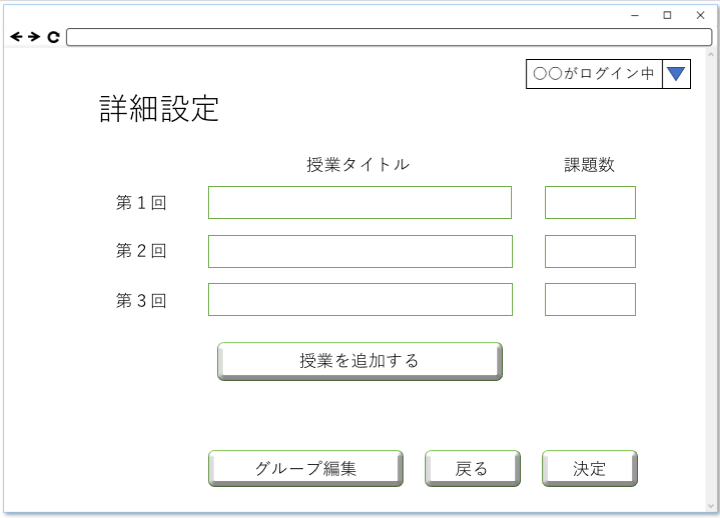 〇〇がログイン中
詳細設定
授業タイトル 課題数
第１回
第２回
第３回
授業を追加する
グループ編集 戻る 決定